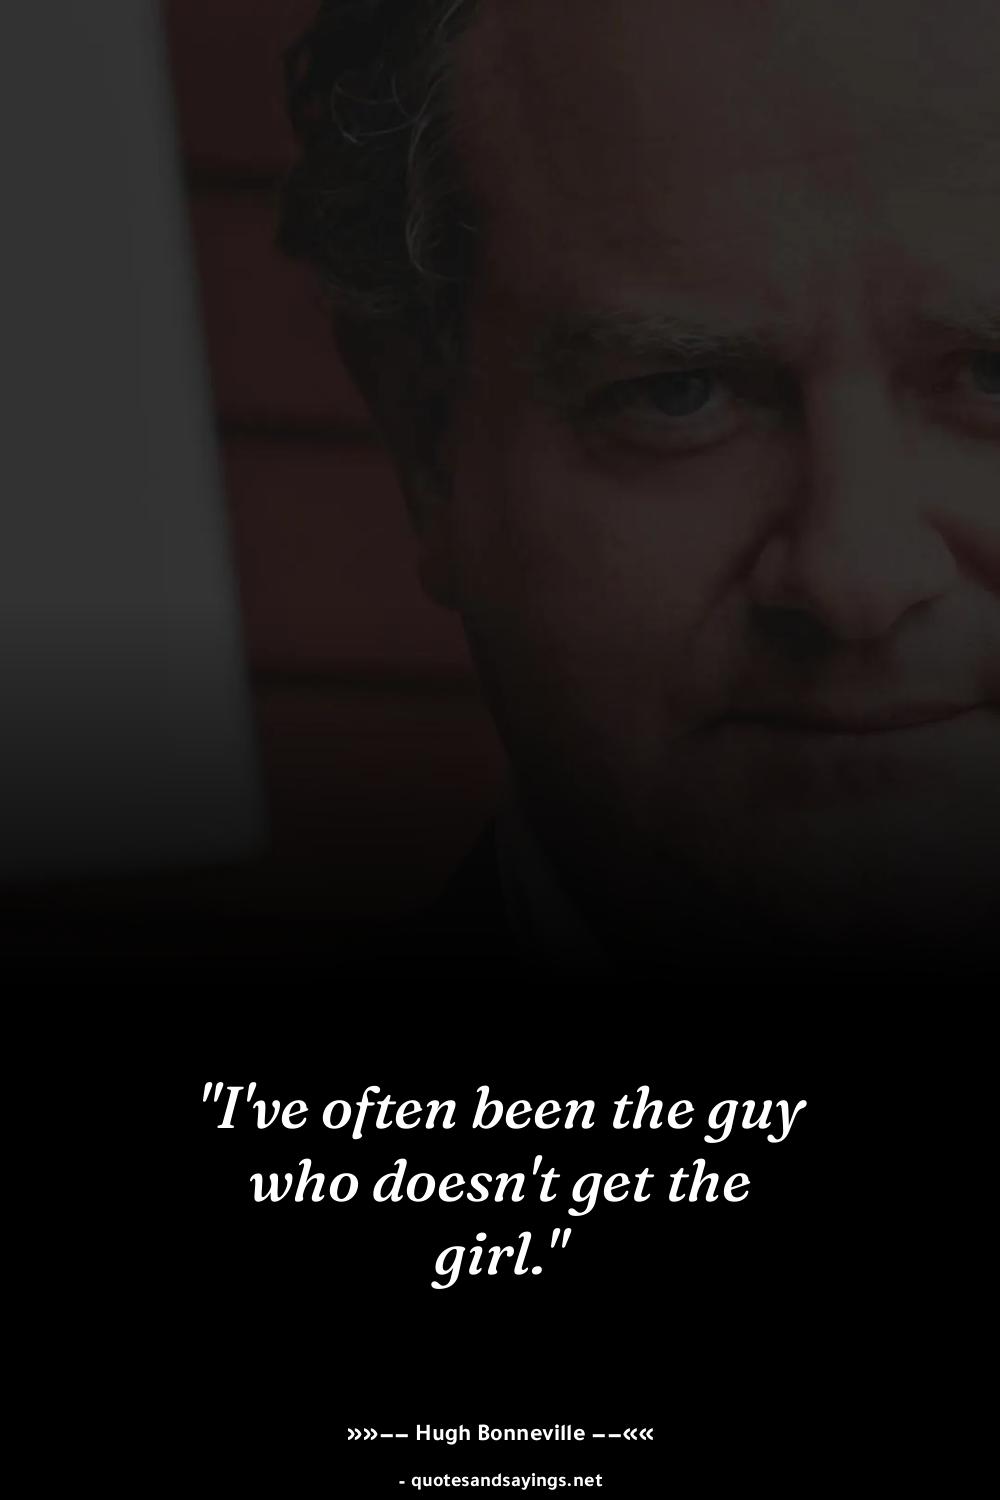 "I've often been the guy
who doesn't get the
girl."
»»−− Hugh Bonneville −−««
- quotesandsayings.net